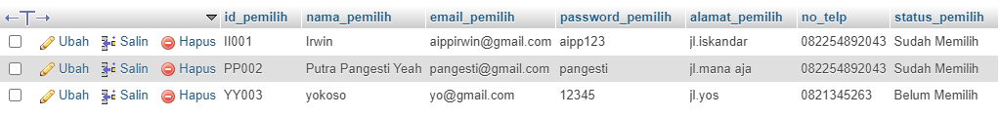 id_pemilih nama_pemilih email_pemilih password_pemilih alamat_pemilih no_telp status_pemilih
Ubah Salin Hapus II001 Irwin aippirwin@gmail.com aipp123 jl.iskandar 082254892043 Sudah Memilih
Ubah Salin Hapus PP002 Putra Pangesti Yeah pangesti@gmail.com pangesti jl.mana aja 082254892043 Sudah Memilih
Ubah Salin Hapus YY003 yokoso yo@gmail.com 12345 jl.yos 0821345263 Belum Memilih